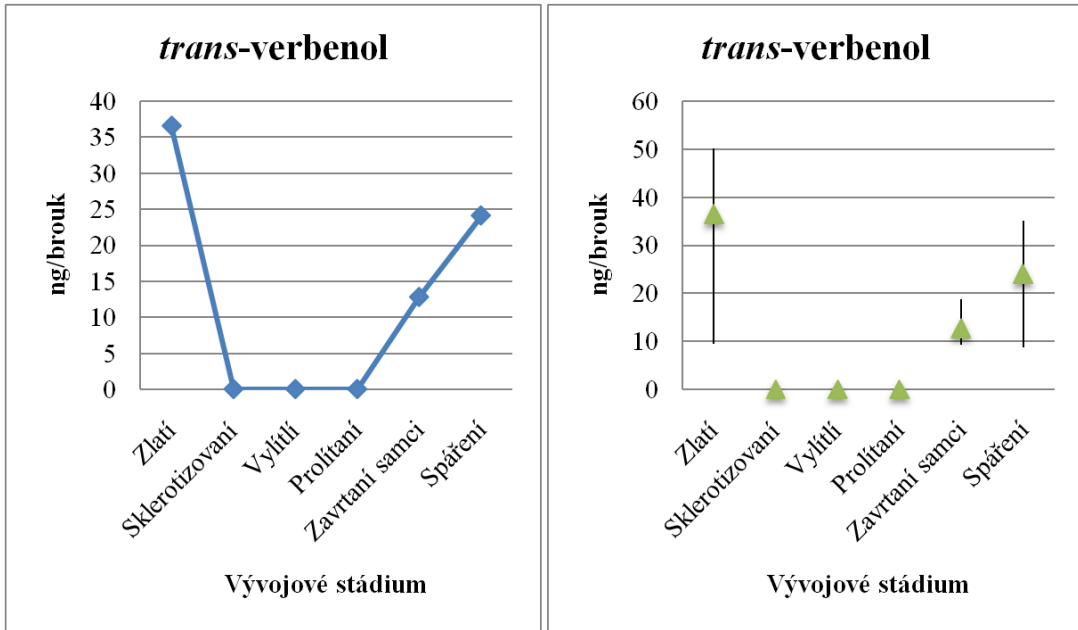 trans-verbenol
40
35
30
25
20
15
10
5
0
ng/brouk
Zlatí
Sklerotizovaní
Vylítlí
Prolítaní
Zavrtaní samci
Spáření
Vývojové stádium
trans-verbenol
60
50
40
30
20
10
0
ng/brouk
Zlatí
Sklerotizovaní
Vylítlí
Prolítaní
Zavrtaní samci
Spáření
Vývojové stádium